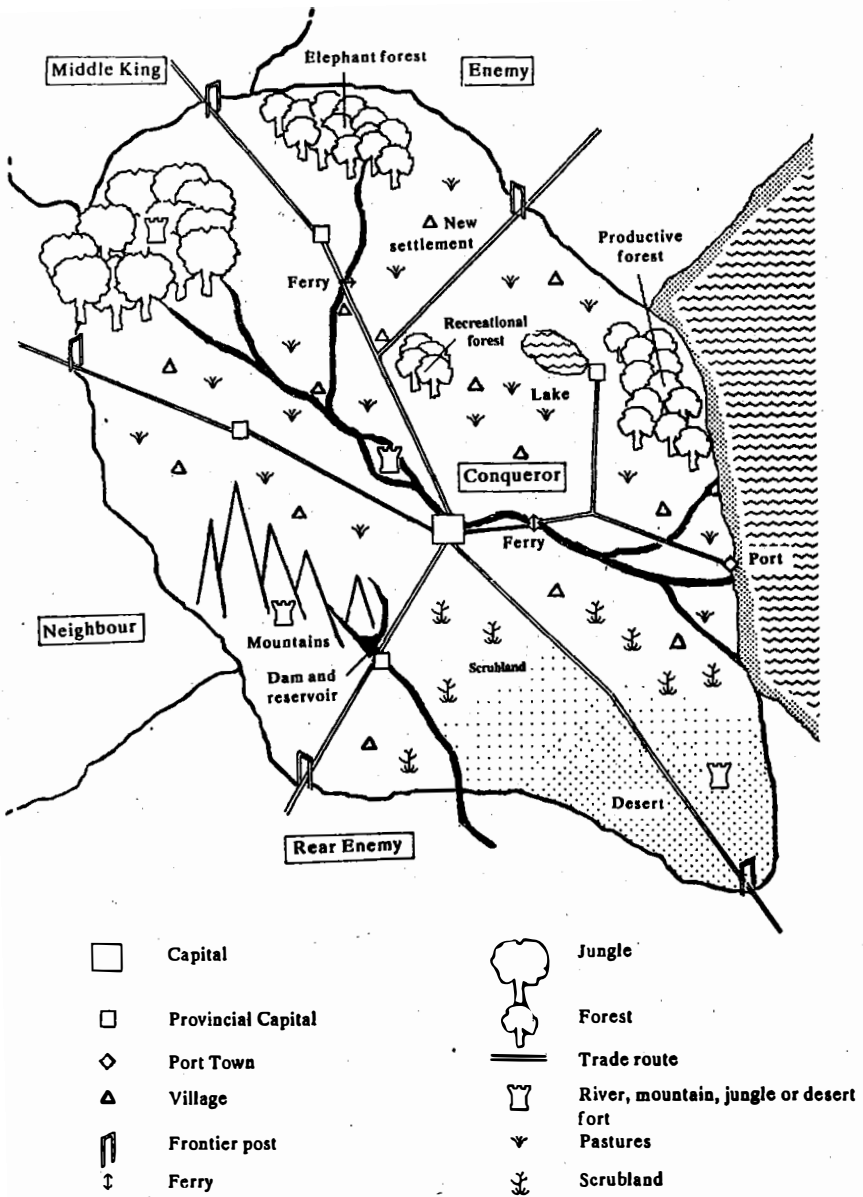 Elephant forest
Middle King
Enemy
New
settlement
Productive
forest
Ferry
Recreational
forest
Lake
Conqueror
Ferry
Port
Neighbour
Mountains
Scrubland
Dam and
reservoir
Desert
Rear Enemy
Capital
Provincial Capital
Port Town
Village
Frontier post
Ferry
Jungle
Forest
Trade route
River, mountain, jungle or desert
fort
Pastures
Scrubland